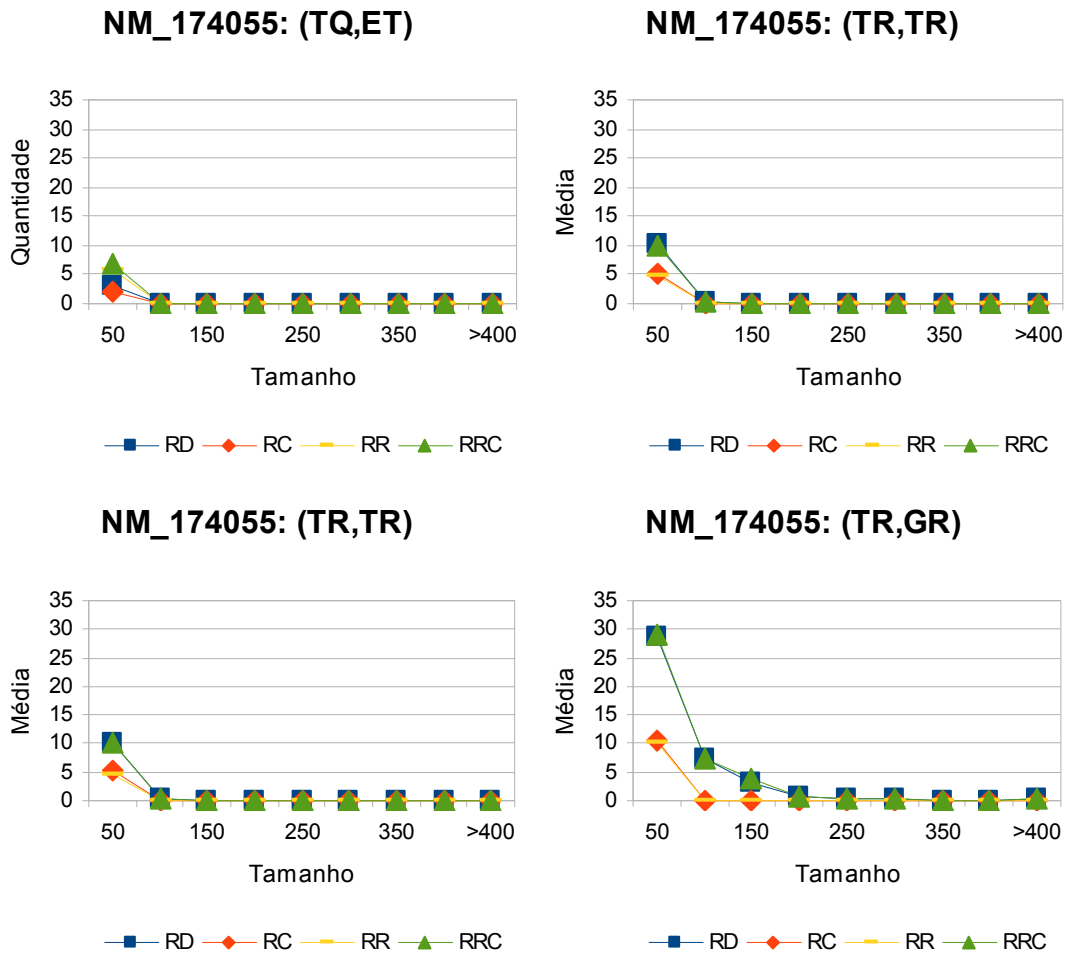 NM_174055: (TQ,ET)
Quantidade
35
30
25
20
15
10
5
0
50 150 250 350 >400
Tamanho
RD RC RR RRC
NM_174055: (TR,TR)
Média
35
30
25
20
15
10
5
0
50 150 250 350 >400
Tamanho
RD RC RR RRC
NM_174055: (TR,TR)
Média
35
30
25
20
15
10
5
0
50 150 250 350 >400
Tamanho
RD RC RR RRC
NM_174055: (TR,GR)
Média
35
30
25
20
15
10
5
0
50 150 250 350 >400
Tamanho
RD RC RR RRC